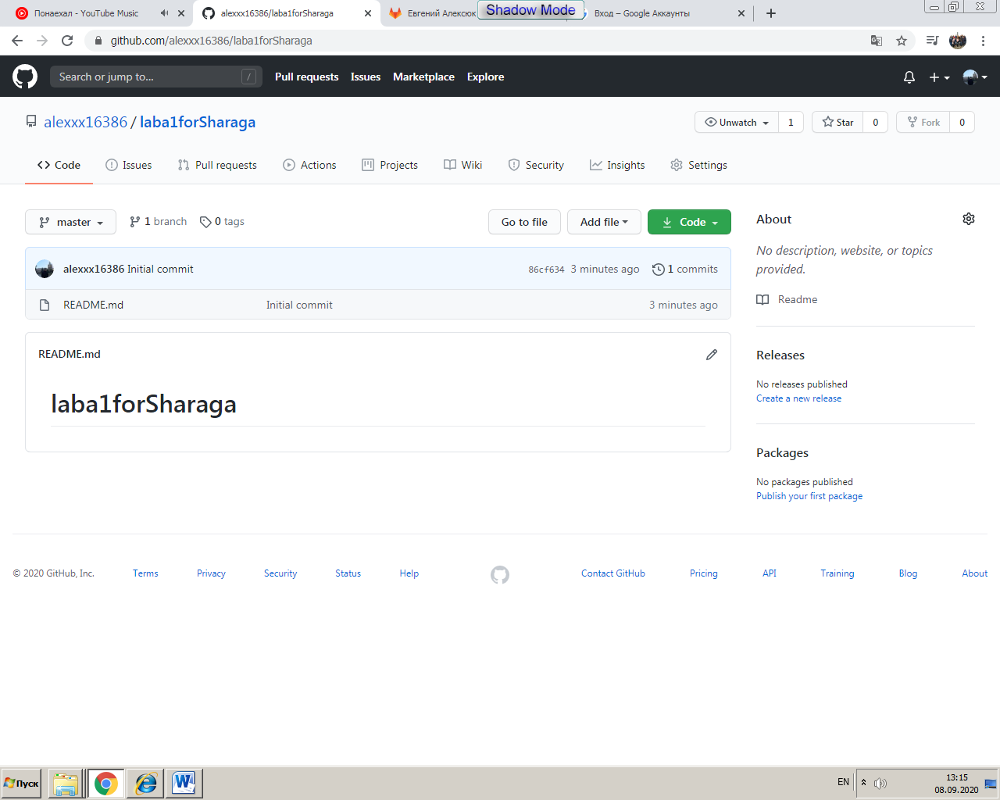 Понаехал - YouTube Music
alexxx16386/laba1forSharaga
Евгений Алексюк
Shadow Mode
Вход – Google Аккаунты
github.com/alexxx16386/laba1forSharaga
Search or jump to...
/
Pull requests
Issues
Marketplace
Explore
alexxx16386 / laba1forSharaga
Unwatch 1
Star 0
Fork 0
Code
Issues
Pull requests
Actions
Projects
Wiki
Security
Insights
Settings
master
1 branch
0 tags
Go to file
Add file
Code
alexxx16386 Initial commit
86cf634 3 minutes ago
1 commits
README.md
Initial commit
3 minutes ago
README.md
laba1forSharaga
About
No description, website, or topics
provided.
Readme
Releases
No releases published
Create a new release
Packages
No packages published
Publish your first package
© 2020 GitHub, Inc.
Terms
Privacy
Security
Status
Help
Contact GitHub
Pricing
API
Training
Blog
About
Пуск
EN
13:15
08.09.2020